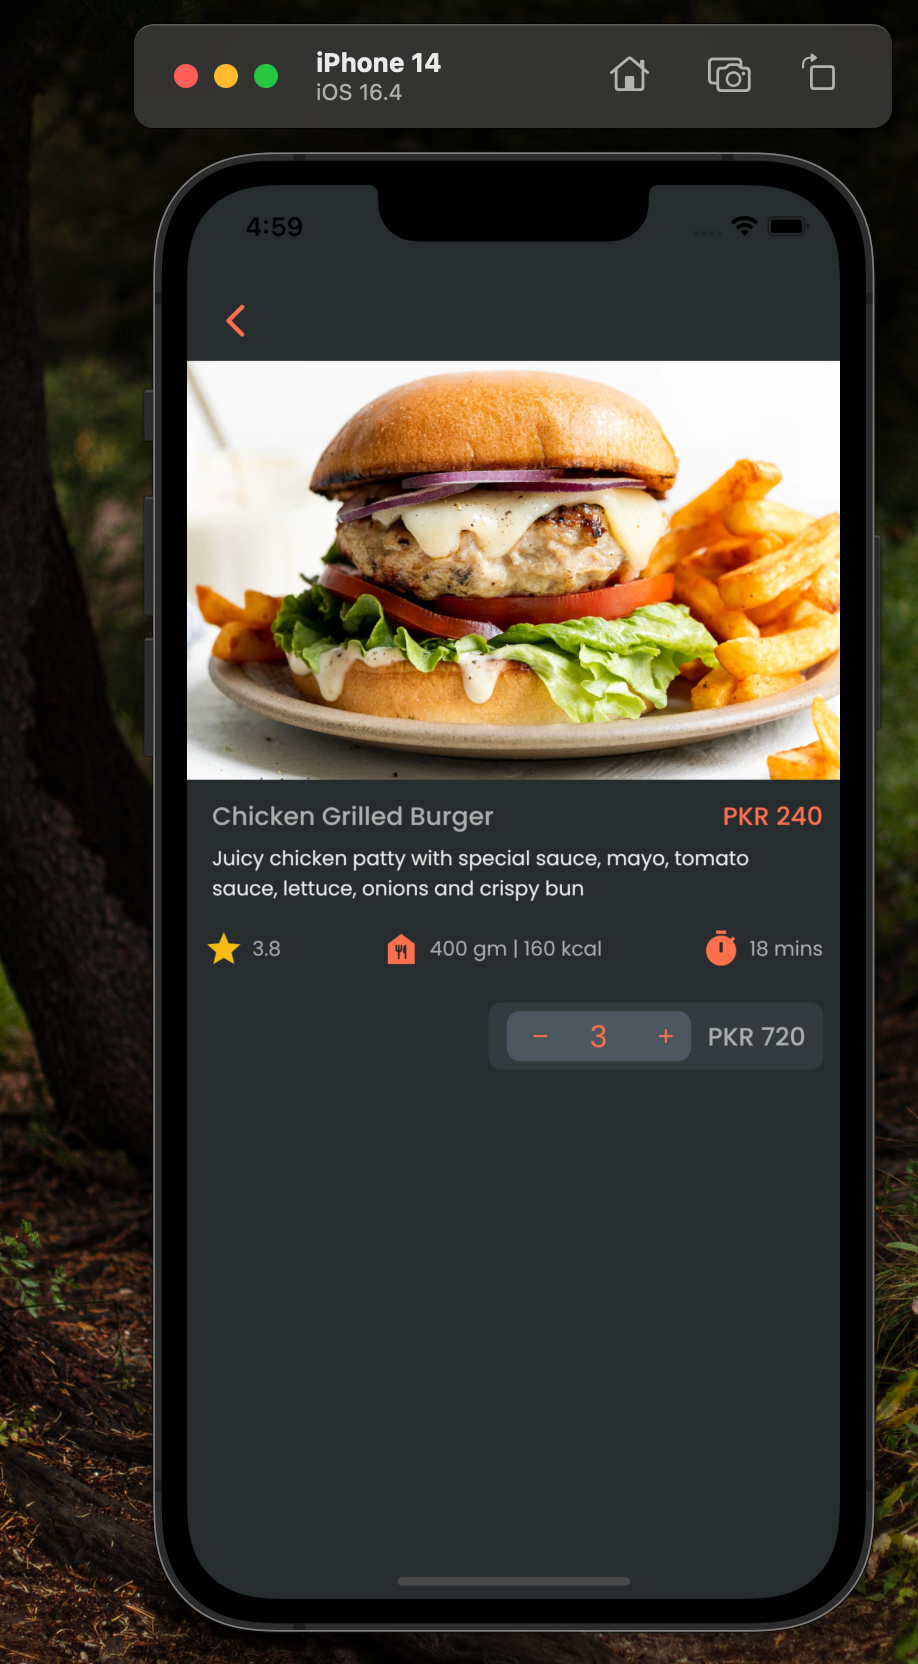 iPhone 14
iOS 16.4
4:59
Chicken Grilled Burger PKR 240
Juicy chicken patty with special sauce, mayo, tomato
sauce, lettuce, onions and crispy bun
3.8 400 gm | 160 kcal 18 mins
− 3 + PKR 720